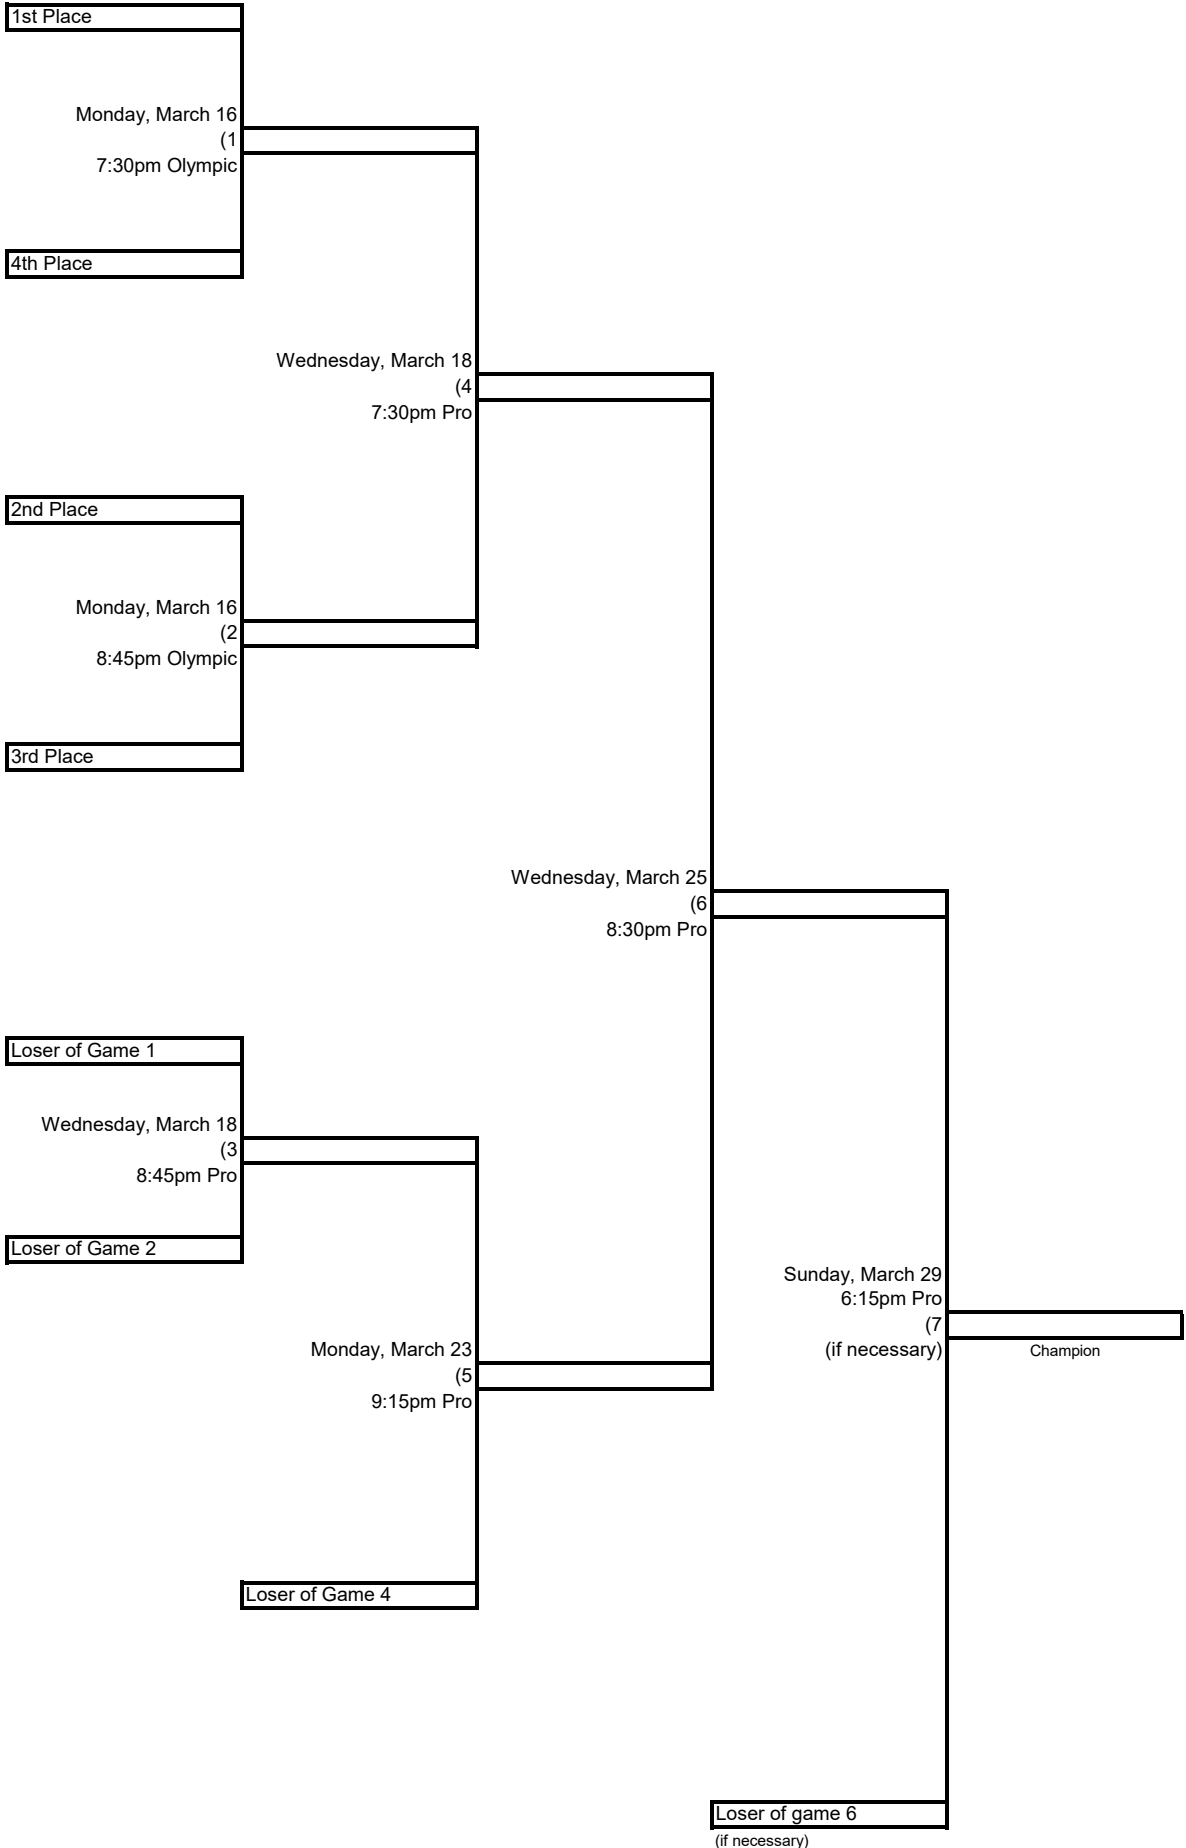 1st Place
Monday, March 16
(1
7:30pm Olympic
4th Place
Wednesday, March 18
(4
7:30pm Pro
2nd Place
Monday, March 16
(2
8:45pm Olympic
3rd Place
Wednesday, March 25
(6
8:30pm Pro
Loser of Game 1
Wednesday, March 18
(3
8:45pm Pro
Loser of Game 2
Sunday, March 29
6:15pm Pro
(7
(if necessary)
Champion
Monday, March 23
(5
9:15pm Pro
Loser of Game 4
Loser of game 6
(if necessary)